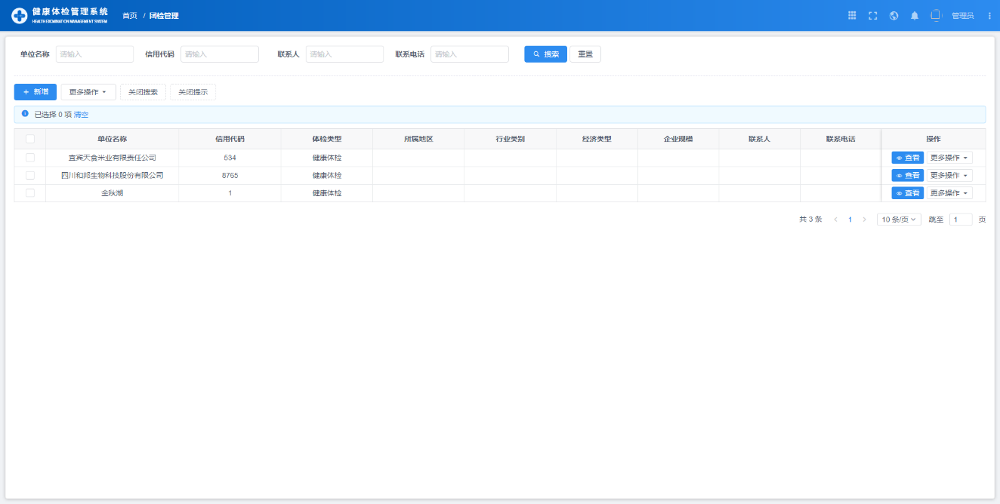 健康体检管理系统
HEALTH EXCMINATION MANAGEMENT SYSTEM
首页 / 团检管理
管理员
单位名称 请输入 信用代码 请输入 联系人 请输入 联系电话 请输入 搜索 重置
+ 新增 更多操作 关闭搜索 关闭提示
已选择 0 项 清空
单位名称 信用代码 体检类型 所属地区 行业类别 经济类型 企业规模 联系人 联系电话 操作
宜宾天食米业有限责任公司 534 健康体检 查看 更多操作
四川和邦生物科技股份有限公司 8765 健康体检 查看 更多操作
金秋湖 1 健康体检 查看 更多操作
共 3 条 < 1 > 10 条/页 跳至 1 页